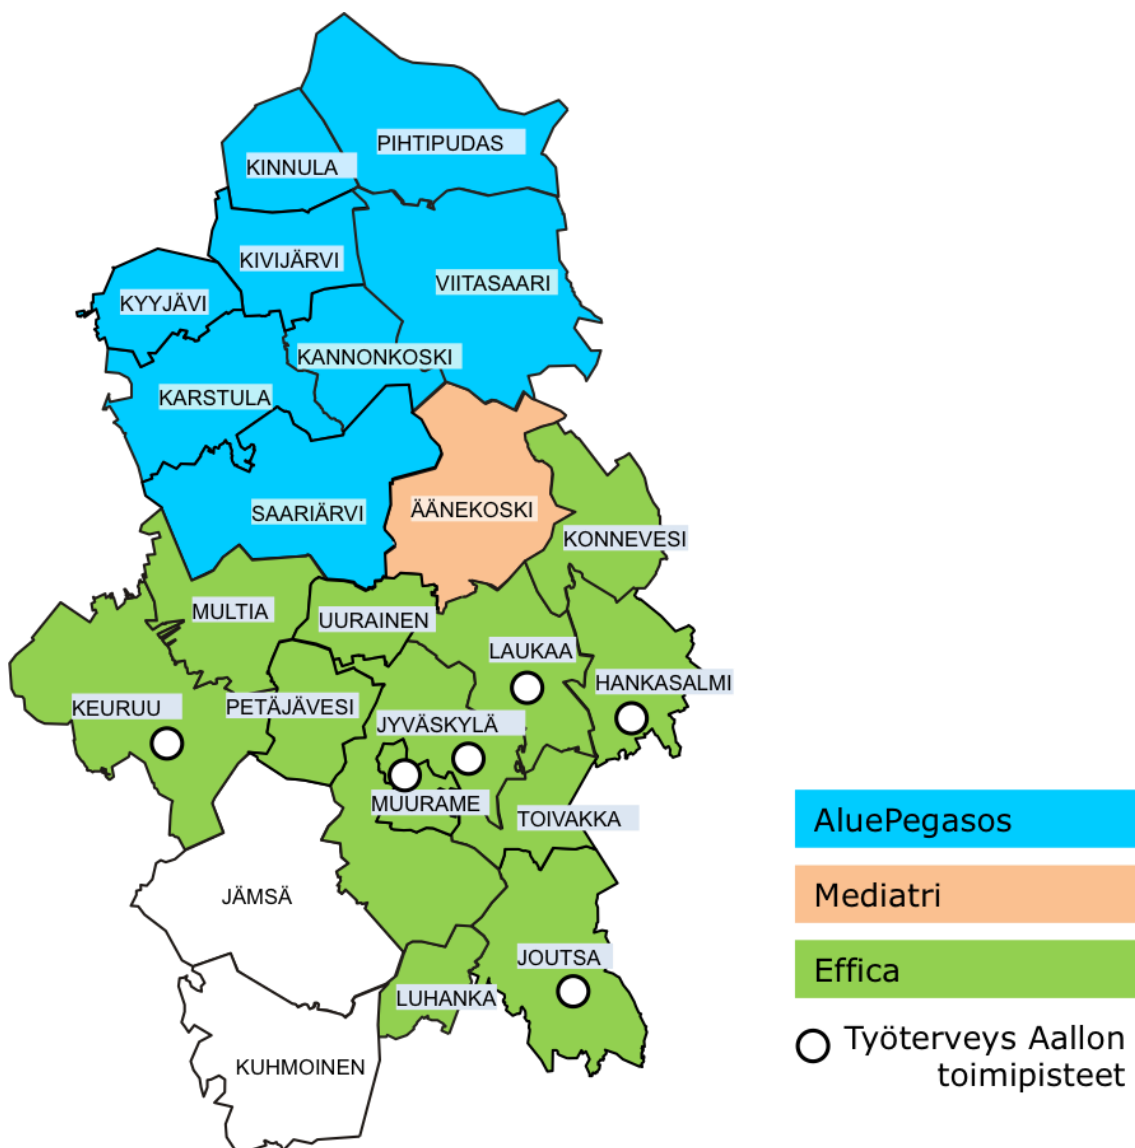 PIHTIPUDAS
KINNULA
KIVIJÄRVI
VIITASAARI
KYYJÄVI
KANNONKOSKI
KARSTULA
SAARIÄRVI
ÄÄNEKOSKI
KONNEVESI
MULTIA
UURAINEN
LAUKAA
HANKASALMI
KEURUU
PETÄJÄVESI
JYVÄSKYLÄ
MUURAME
TOIVAKKA
JÄMSÄ
JOUTSA
LUHANKA
KUHMOINEN
AluePegasos
Mediatri
Effica
Työterveys Aallon
toimipisteet